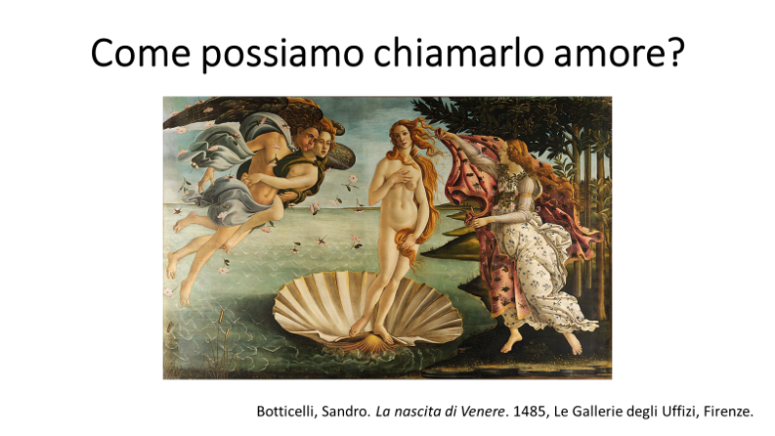 Come possiamo chiamarlo amore?
Botticelli, Sandro. La nascita di Venere. 1485, Le Gallerie degli Uffizi, Firenze.